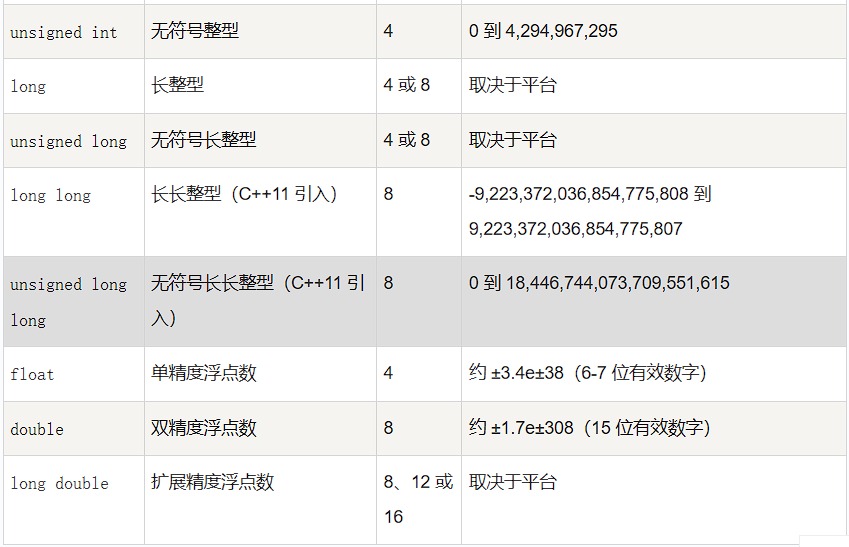 unsigned int 无符号整型 4 0 到 4,294,967,295
long 长整型 4 或 8 取决于平台
unsigned long 无符号长整型 4 或 8 取决于平台
long long 长长整型（C++11 引入） 8 -9,223,372,036,854,775,808 到
9,223,372,036,854,775,807
unsigned long 无符号长长整型（C++11 引 8 0 到 18,446,744,073,709,551,615
long 入）
float 单精度浮点数 4 约 ±3.4e±38（6-7 位有效数字）
double 双精度浮点数 8 约 ±1.7e±308（15 位有效数字）
long double 扩展精度浮点数 8、12 或 取决于平台
16